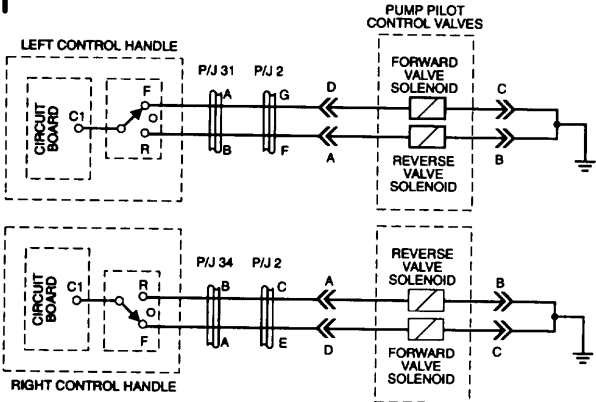 PUMP PILOT
CONTROL VALVES
LEFT CONTROL HANDLE
P/J 31 P/J 2
FORWARD
VALVE
SOLENOID
CIRCUIT
BOARD
C1
F
O
R
A
G
D
C
B
F
A
B
REVERSE
VALVE
SOLENOID
P/J 34 P/J 2
REVERSE
VALVE
SOLENOID
CIRCUIT
BOARD
C1
R
O
F
B
C
A
B
A
E
D
C
FORWARD
VALVE
SOLENOID
RIGHT CONTROL HANDLE